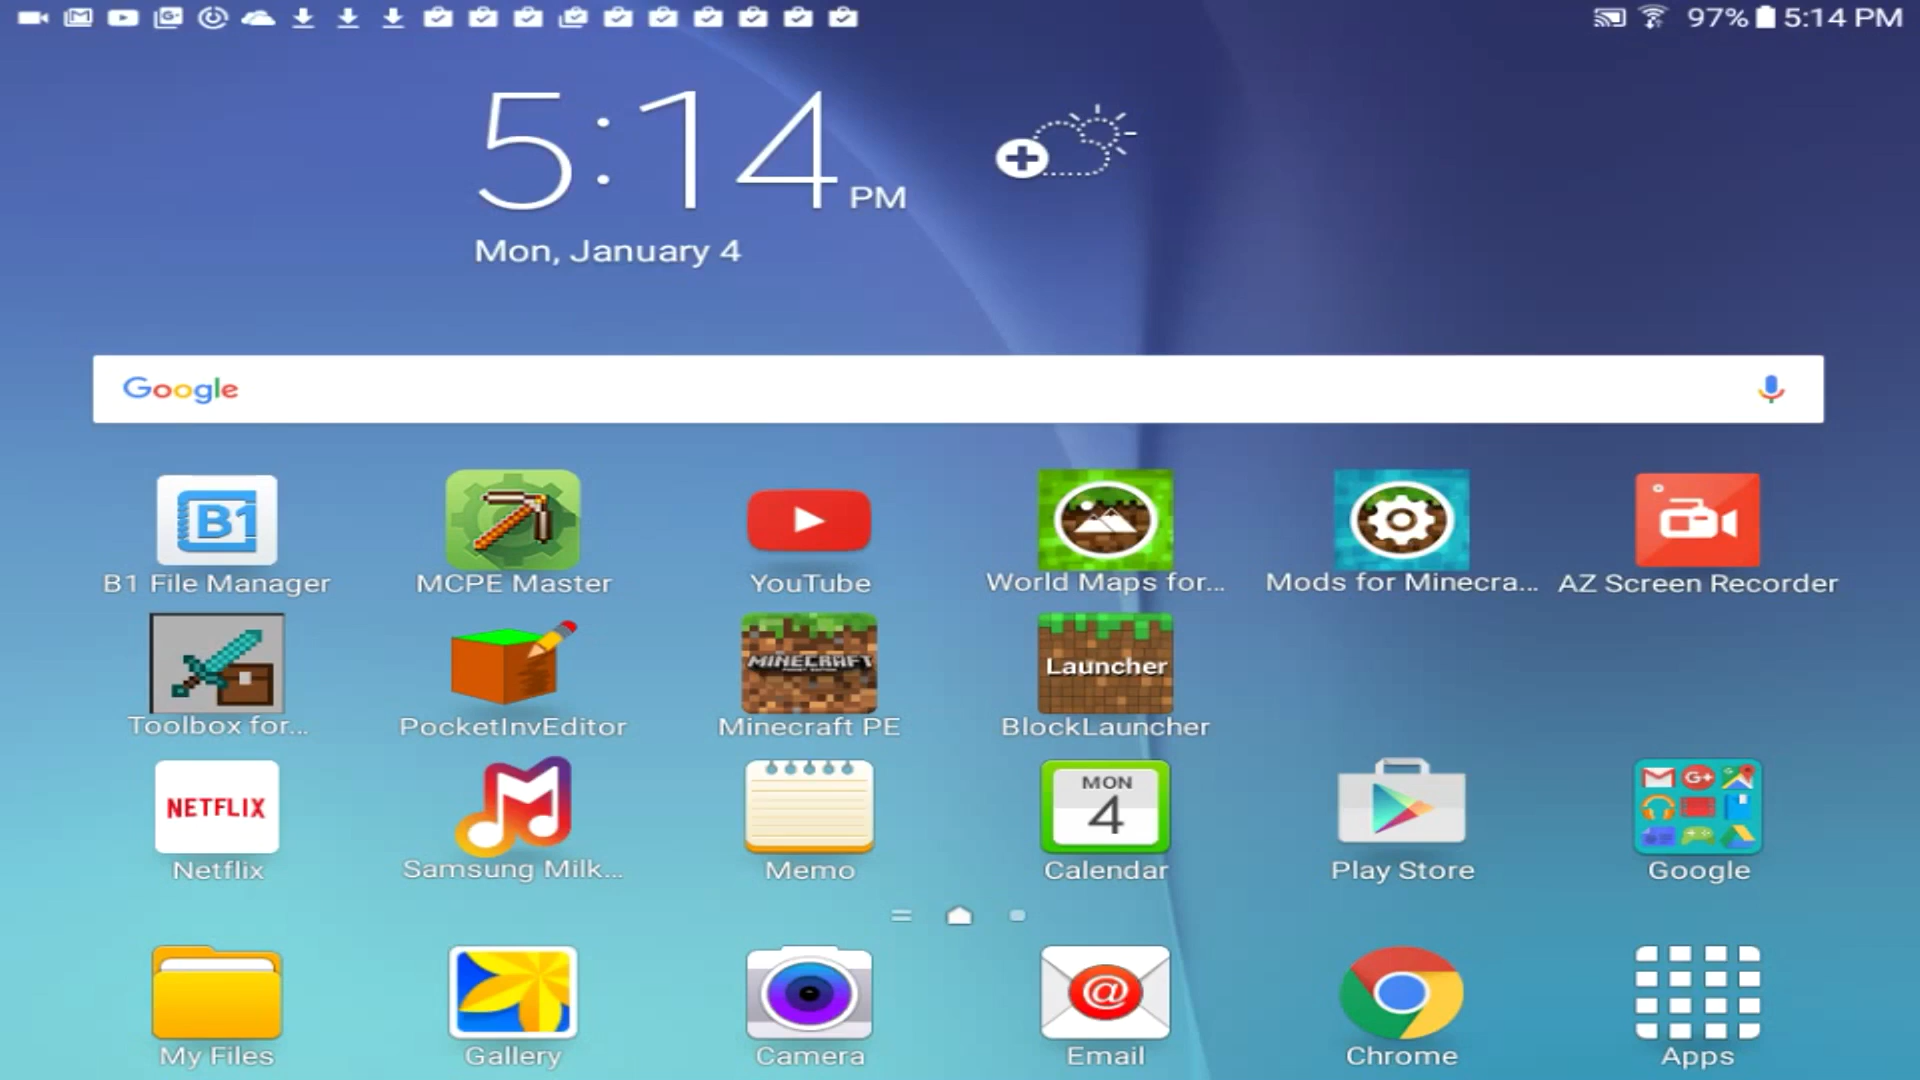 97% 5:14 PM
5:14 PM
Mon, January 4
Google
B1
B1 File Manager
MCPE Master
YouTube
World Maps for...
Mods for Minecra...
AZ Screen Recorder
MINECRAFT
Launcher
Toolbox for...
PocketInvEditor
Minecraft PE
BlockLauncher
NETFLIX
MON
4
G+
Netflix
Samsung Milk...
Memo
Calendar
Play Store
Google
@
My Files
Gallery
Camera
Email
Chrome
Apps